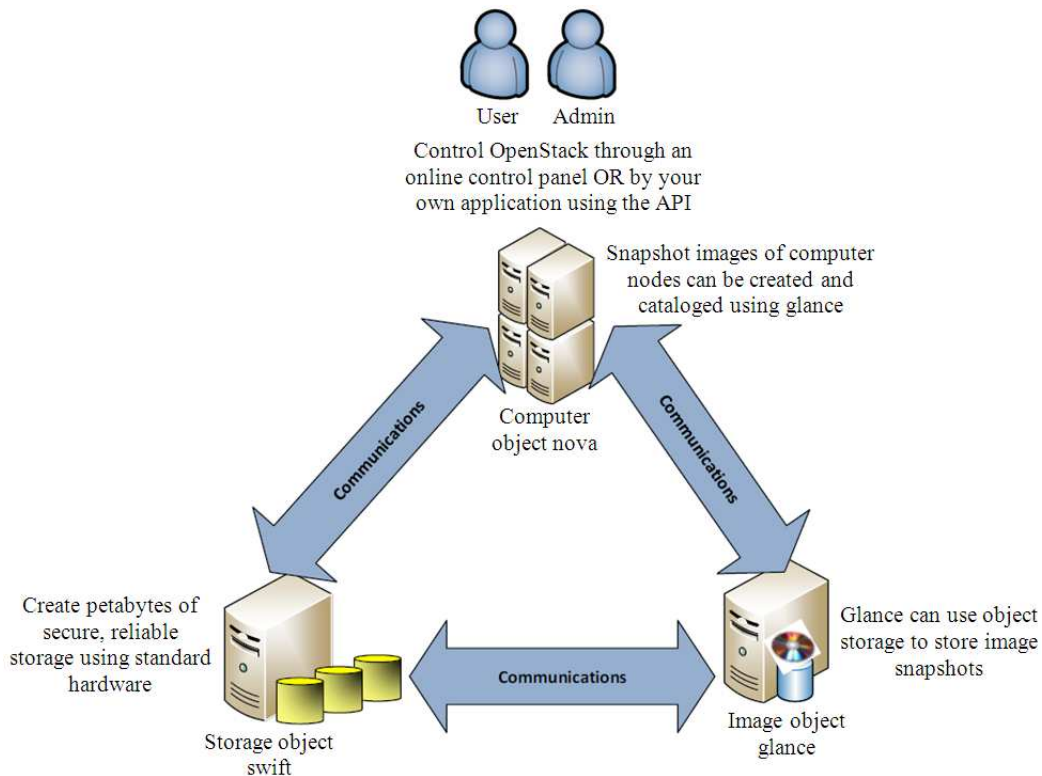 User
Admin
Control OpenStack through an
online control panel OR by your
own application using the API
Snapshot images of computer
nodes can be created and
cataloged using glance
Computer
object nova
Communications
Communications
Create petabytes of
secure, reliable
storage using standard
hardware
Storage object
swift
Communications
Glance can use object
storage to store image
snapshots
Image object
glance